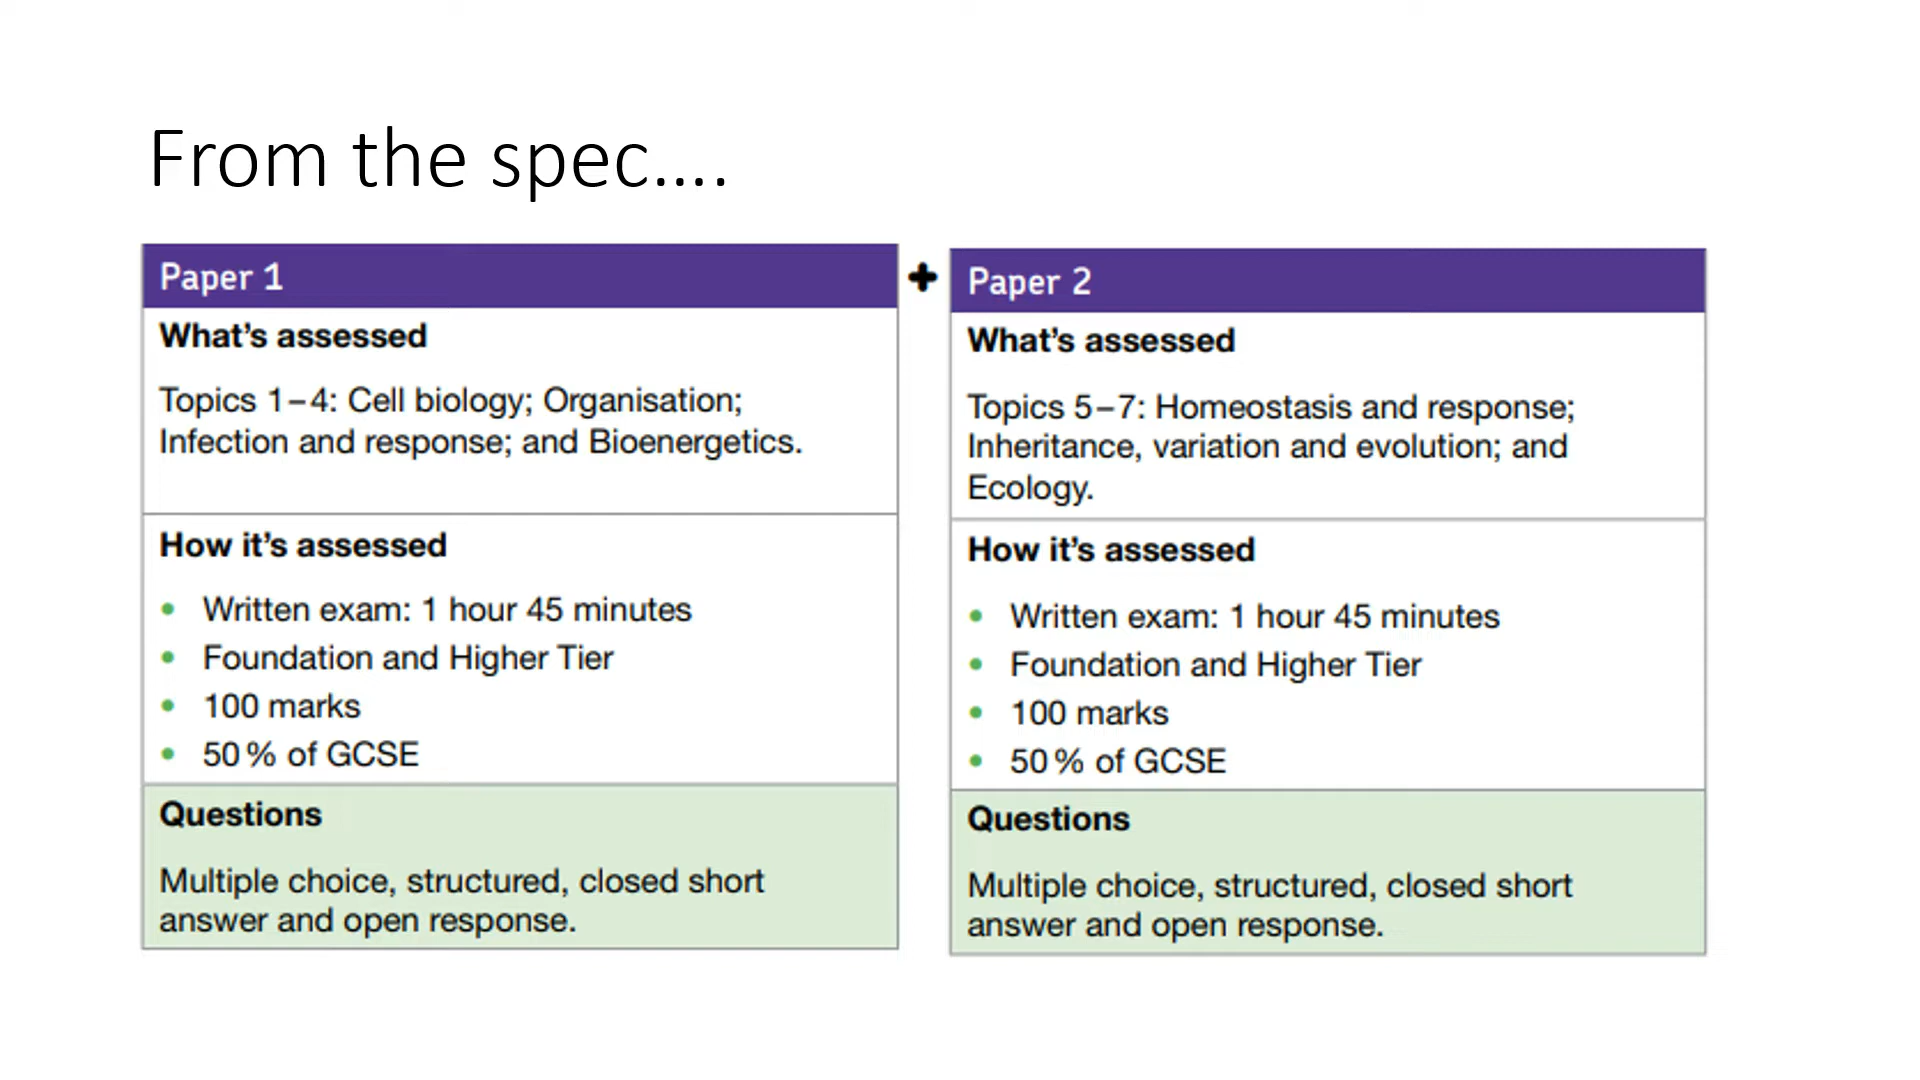 From the spec....
Paper 1
What's assessed
Topics 1–4: Cell biology; Organisation;
Infection and response; and Bioenergetics.
How it's assessed
• Written exam: 1 hour 45 minutes
• Foundation and Higher Tier
• 100 marks
• 50 % of GCSE
Questions
Multiple choice, structured, closed short
answer and open response.
+
Paper 2
What's assessed
Topics 5–7: Homeostasis and response;
Inheritance, variation and evolution; and
Ecology.
How it's assessed
• Written exam: 1 hour 45 minutes
• Foundation and Higher Tier
• 100 marks
• 50 % of GCSE
Questions
Multiple choice, structured, closed short
answer and open response.